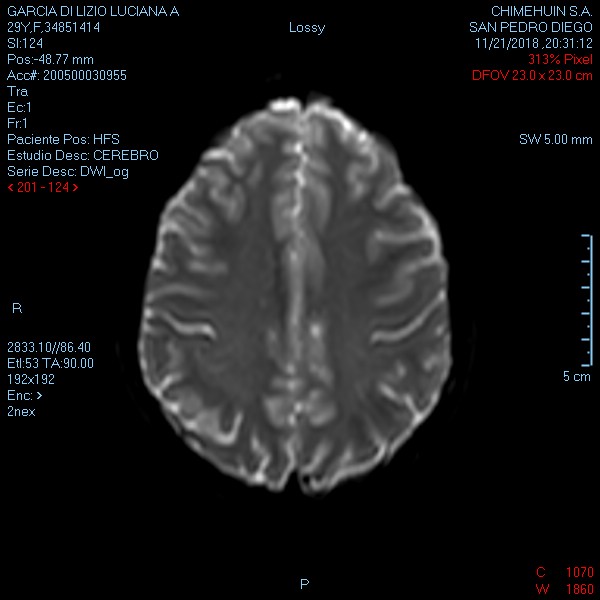 GARCIA DI LIZIO LUCIANA A
29Y,F,34851414
Sl:124
Pos:-48.77 mm
Acc#: 200500030955
Tra
Ec:1
Fr:1
Paciente Pos: HFS
Estudio Desc: CEREBRO
Serie Desc: DWI_og
< 201 - 124 >
Lossy
CHIMEHUIN S.A.
SAN PEDRO DIEGO
11/21/2018 ,20:31:12
313% Pixel
DFOV 23.0 x 23.0 cm
SW 5.00 mm
R
5 cm
2833.10//86.40
Etl:53 TA:90.00
192x192
Enc: >
2nex
P
C 1070
W 1860